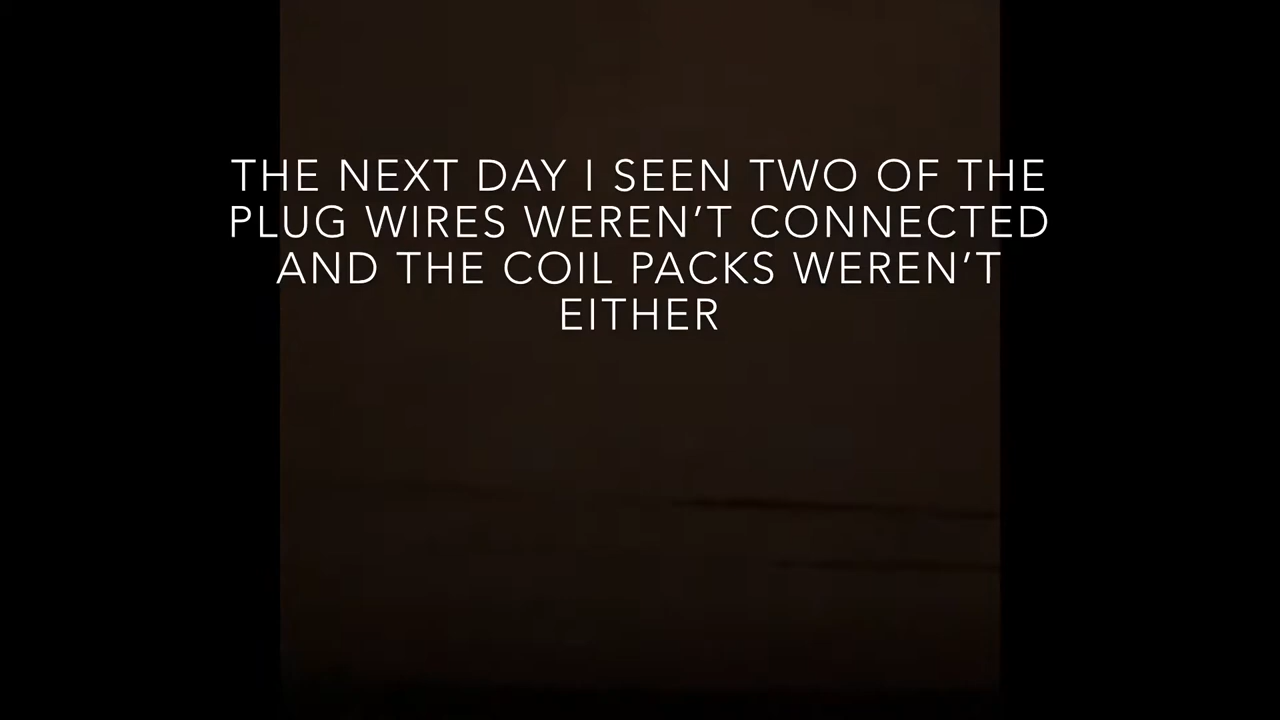 THE NEXT DAY I SEEN TWO OF THE
PLUG WIRES WEREN'T CONNECTED
AND THE COIL PACKS WEREN'T
EITHER